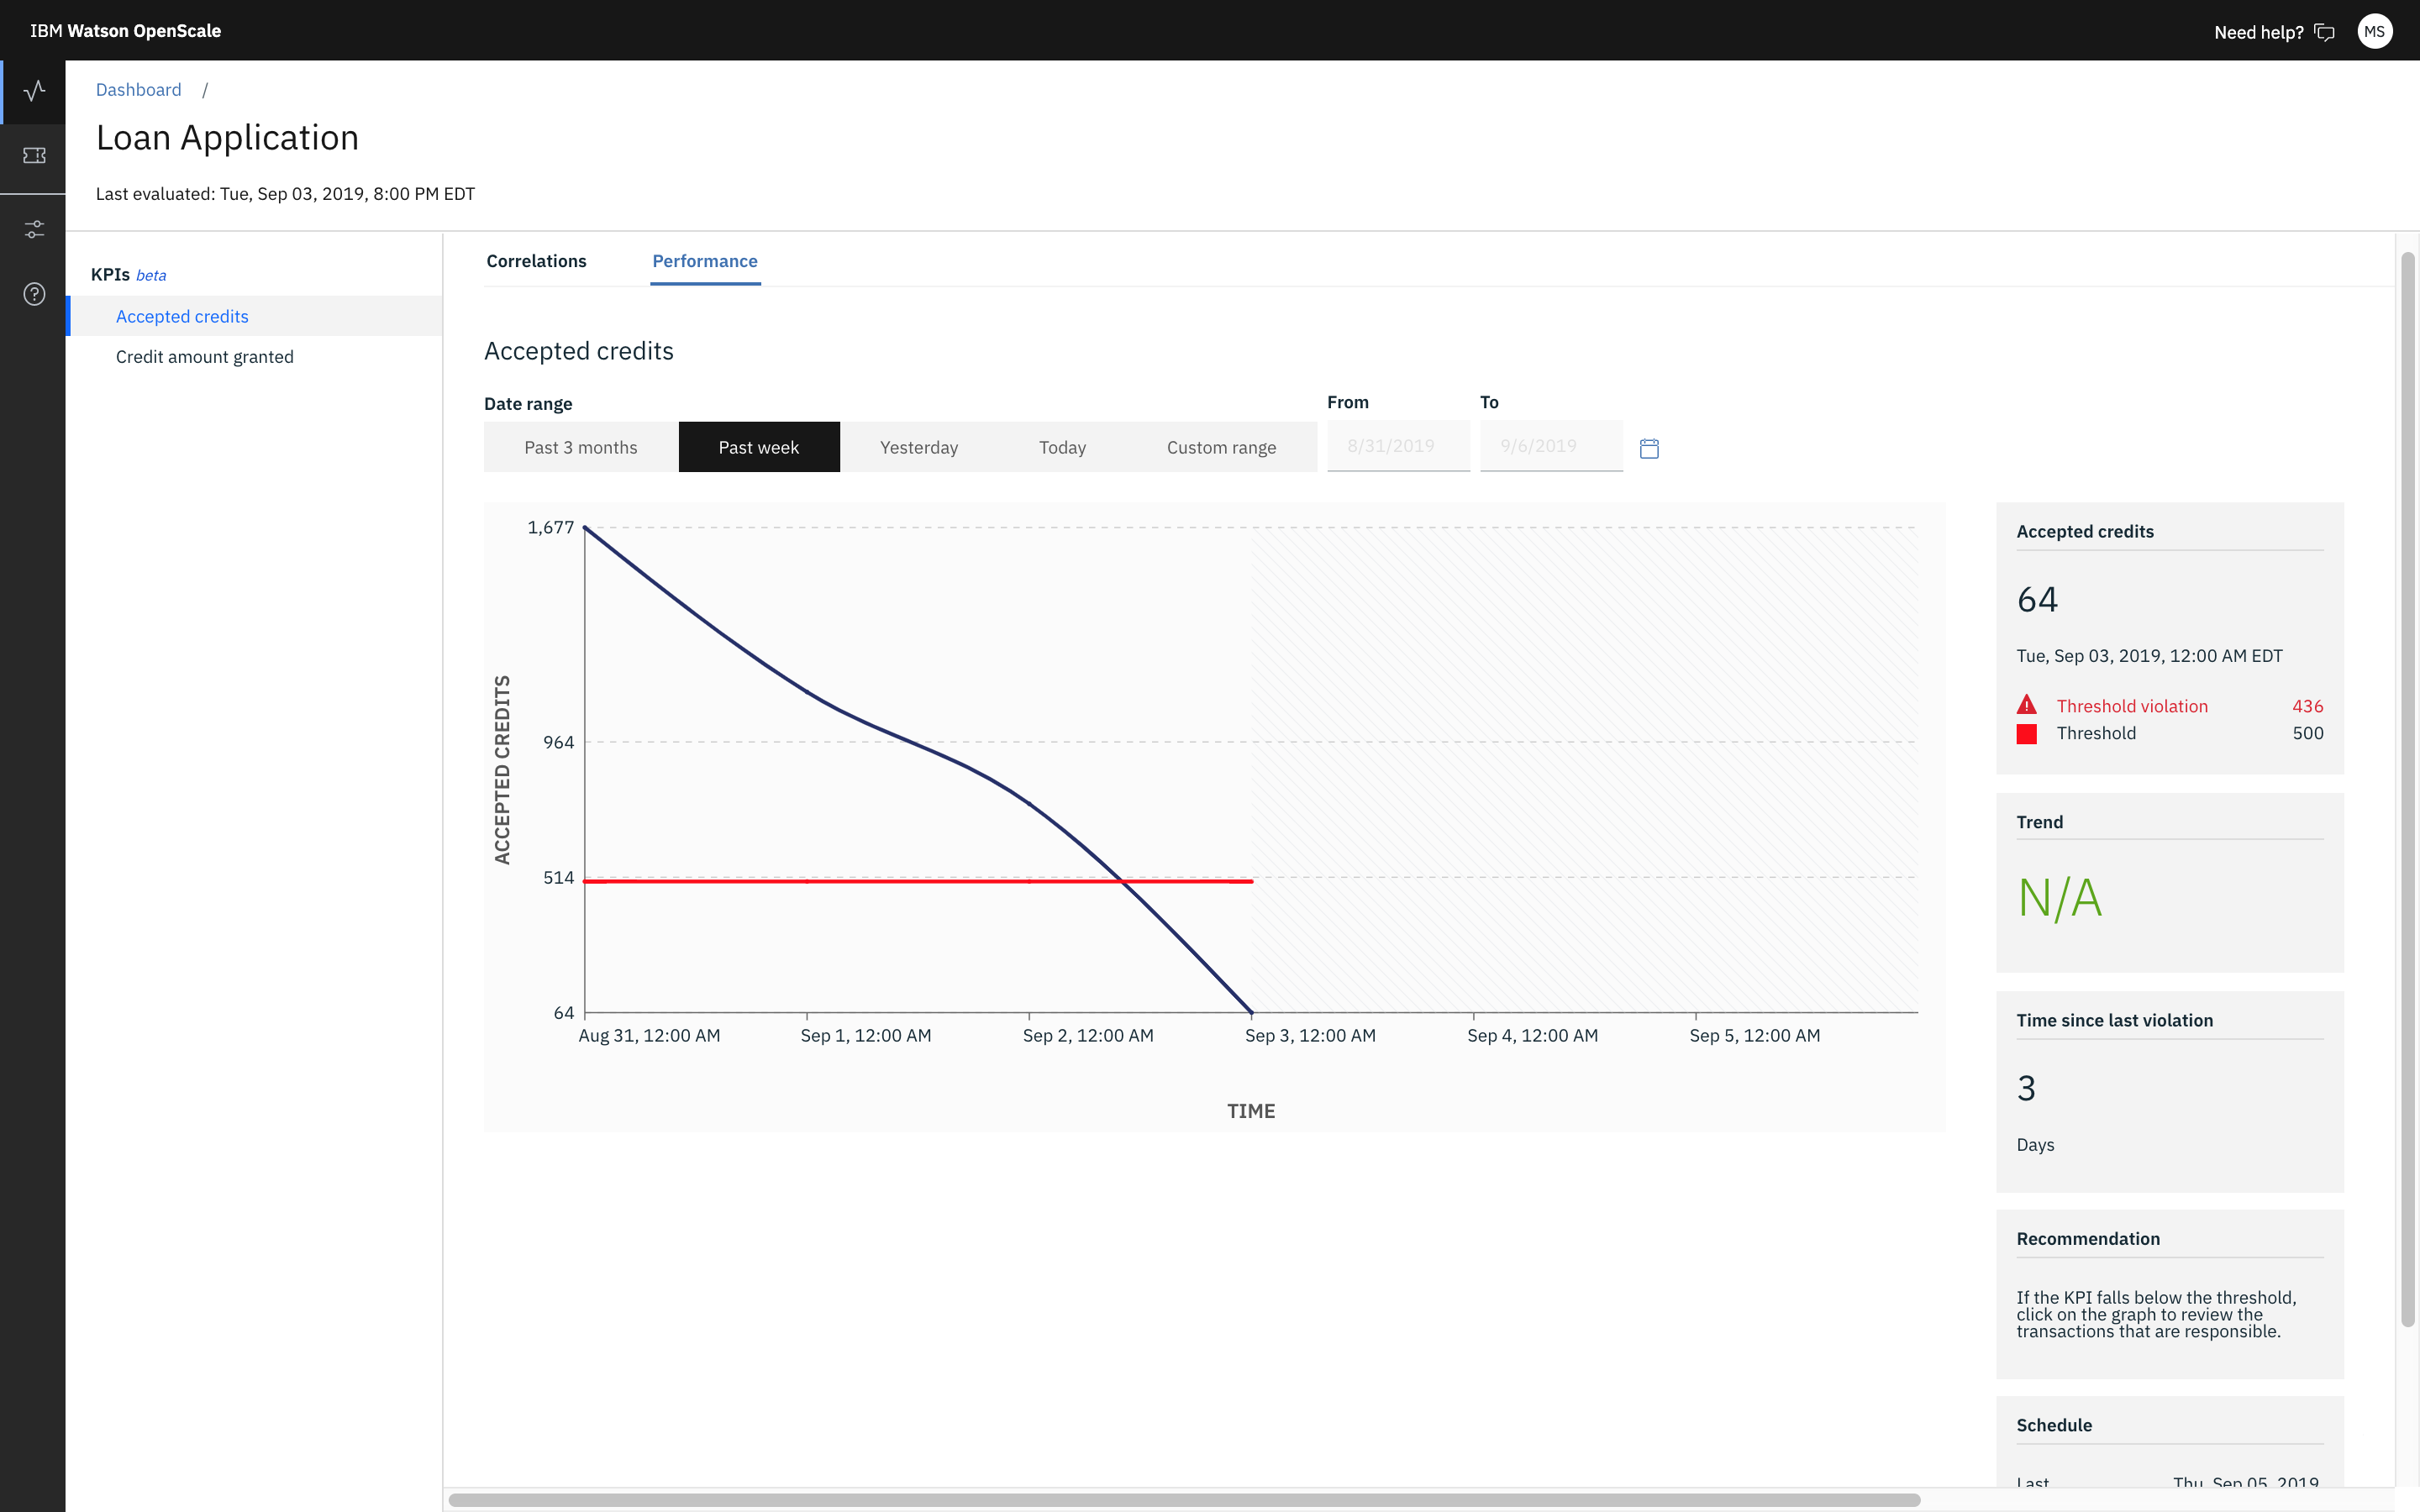 IBM Watson OpenScale
Need help?
MS
Dashboard /
Loan Application
Last evaluated: Tue, Sep 03, 2019, 8:00 PM EDT
KPIs beta
Accepted credits
Credit amount granted
Correlations
Performance
Accepted credits
Date range
From
To
Past 3 months
Past week
Yesterday
Today
Custom range
8/31/2019
9/6/2019
ACCEPTED CREDITS
1,677
964
514
64
Aug 31, 12:00 AM
Sep 1, 12:00 AM
Sep 2, 12:00 AM
Sep 3, 12:00 AM
Sep 4, 12:00 AM
Sep 5, 12:00 AM
TIME
Accepted credits
64
Tue, Sep 03, 2019, 12:00 AM EDT
Threshold violation 436
Threshold 500
Trend
N/A
Time since last violation
3
Days
Recommendation
If the KPI falls below the threshold,
click on the graph to review the
transactions that are responsible.
Schedule
Last Thu, Sep 05, 2019